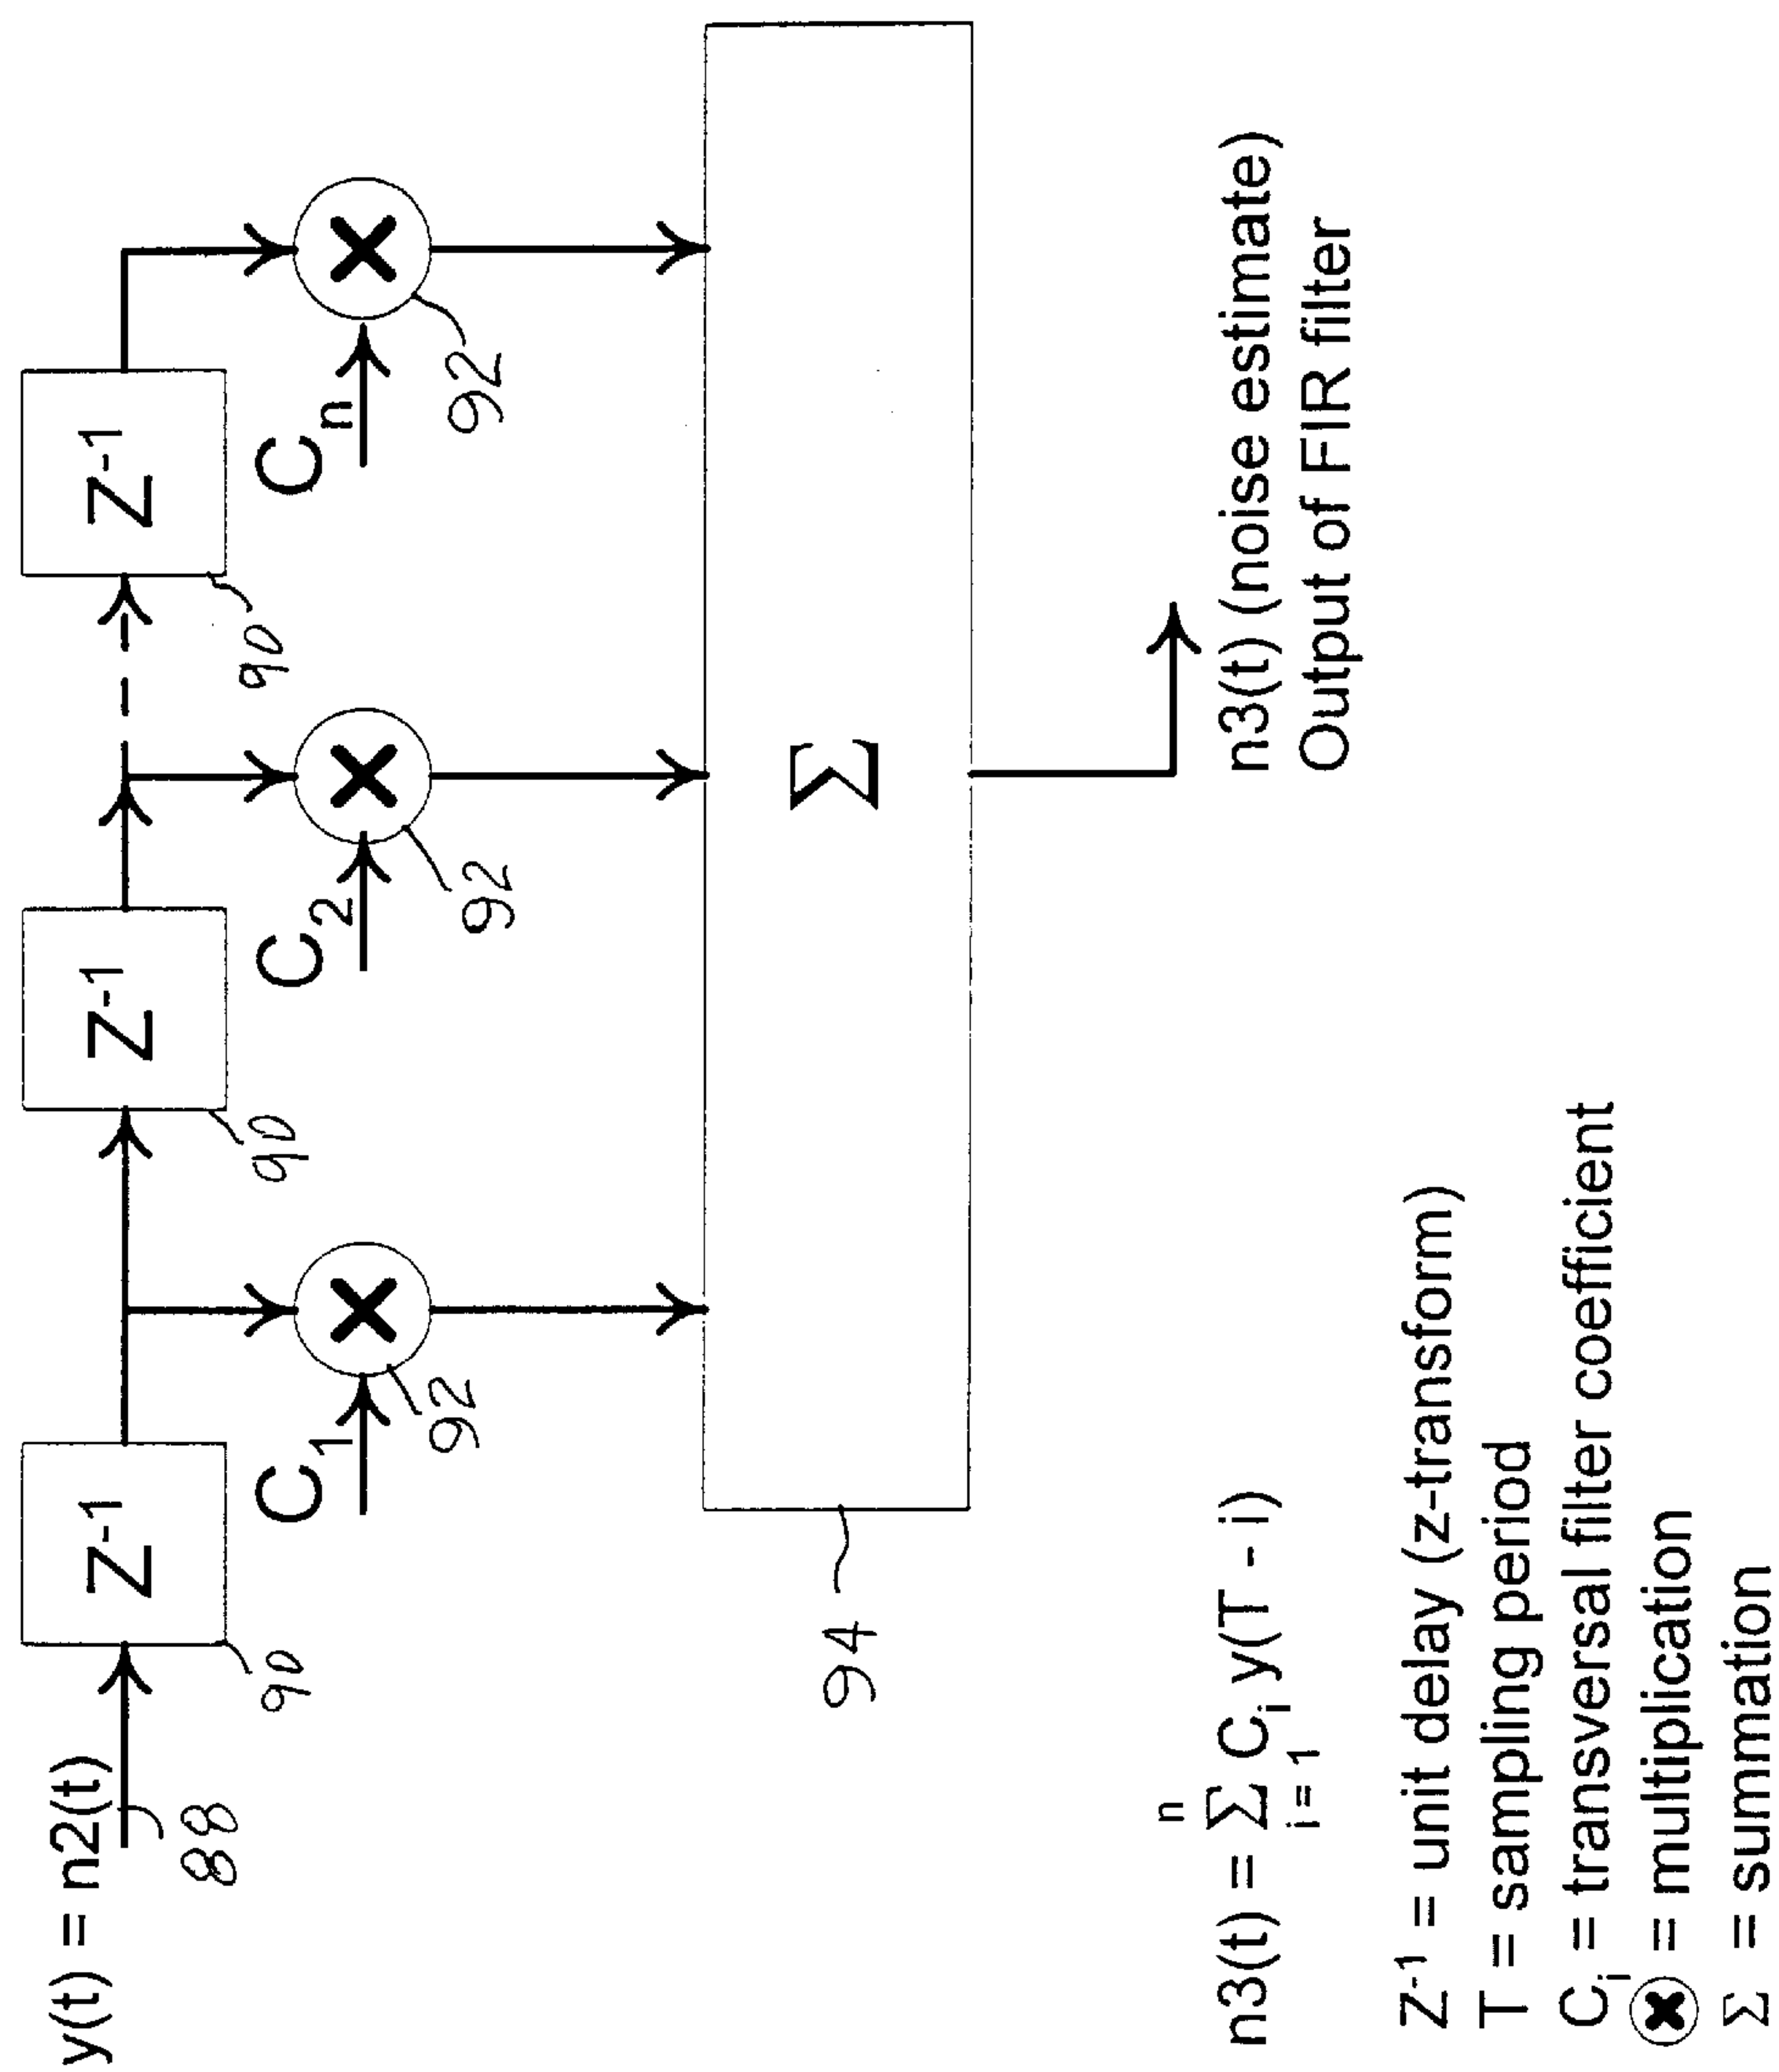 y(t) = n2(t)
88
Z-1
Z-1
Z-1
90
90
90
C1
C2
Cn
92
92
92
Σ
94
n3(t) (noise estimate)
Output of FIR filter
n3(t) = n Σ i = 1 Ci y(T - i)
Z-1 = unit delay (z-transform)
T = sampling period
Ci = transversal filter coefficient
⊗ = multiplication
Σ = summation